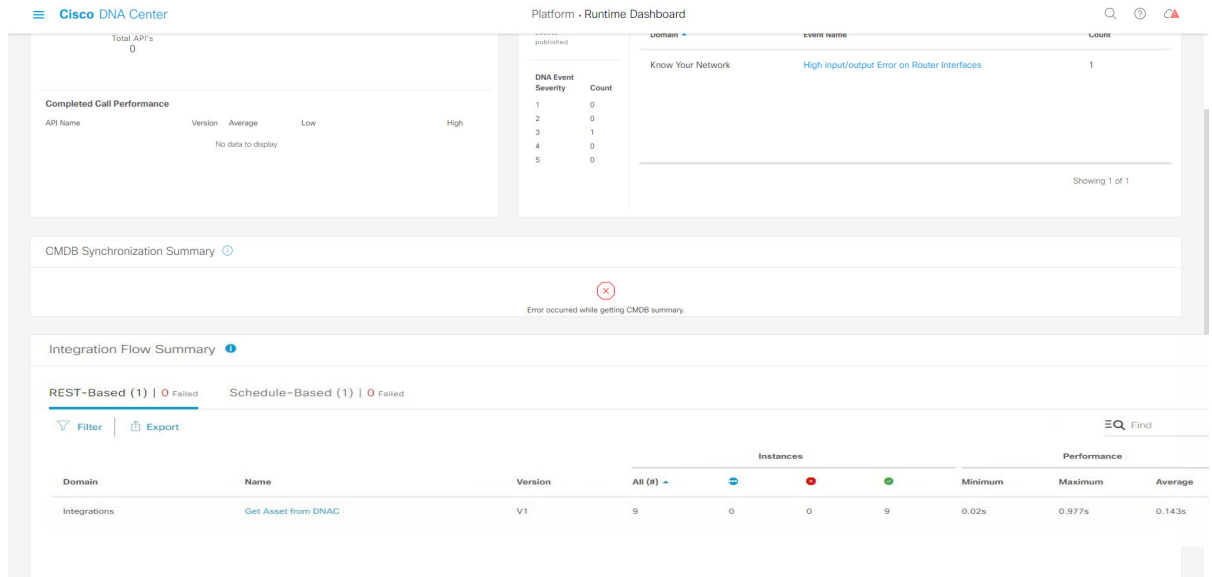 Cisco DNA Center
Platform • Runtime Dashboard
Total API's
0
Completed Call Performance
API Name Version Average Low High
No data to display
published
DNA Event
Severity Count
1 0
2 0
3 1
4 0
5 0
Domain Event Name Count
Know Your Network High input/output Error on Router Interfaces 1
Showing 1 of 1
CMDB Synchronization Summary
Error occurred while getting CMDB summary.
Integration Flow Summary
REST-Based (1) | 0 Failed Schedule-Based (1) | 0 Failed
Filter Export Find
Instances Performance
Domain Name Version All (#) Minimum Maximum Average
Integrations Get Asset from DNAC V1 9 0 0 9 0.02s 0.977s 0.143s